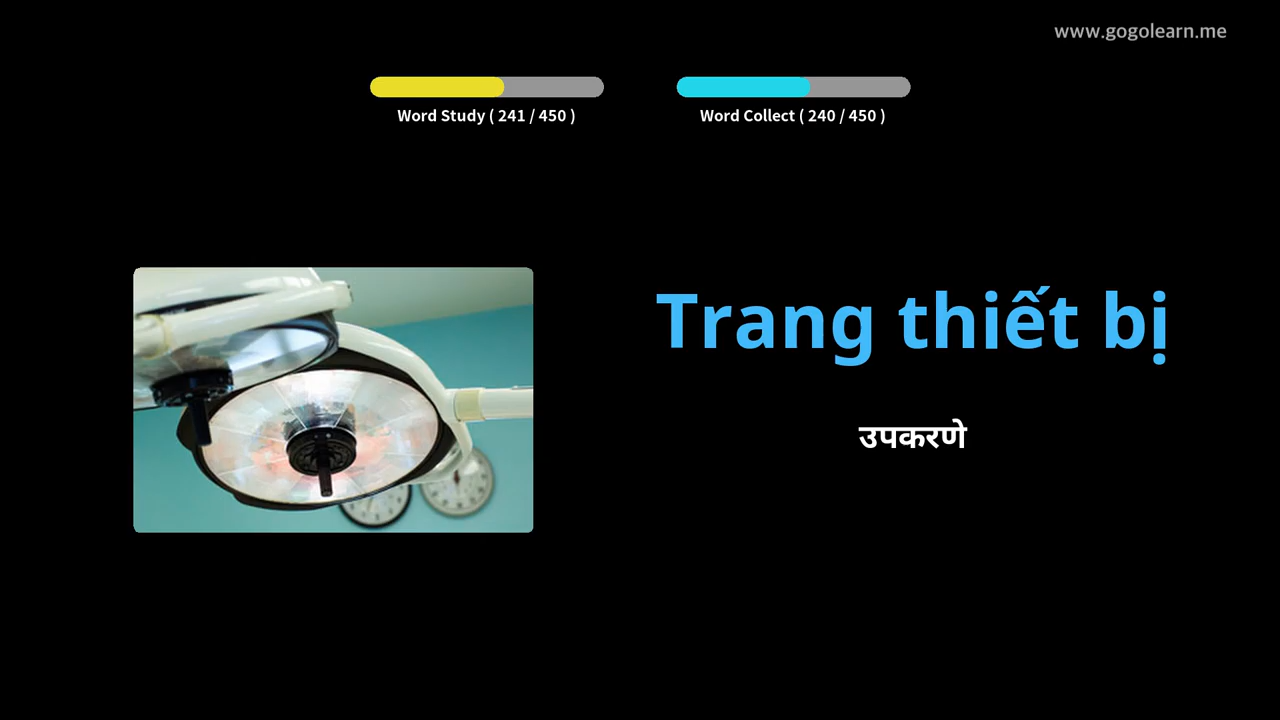 www.gogolearn.me
Word Study ( 241 / 450 )
Word Collect ( 240 / 450 )
Trang thiết bị
उपकरणे